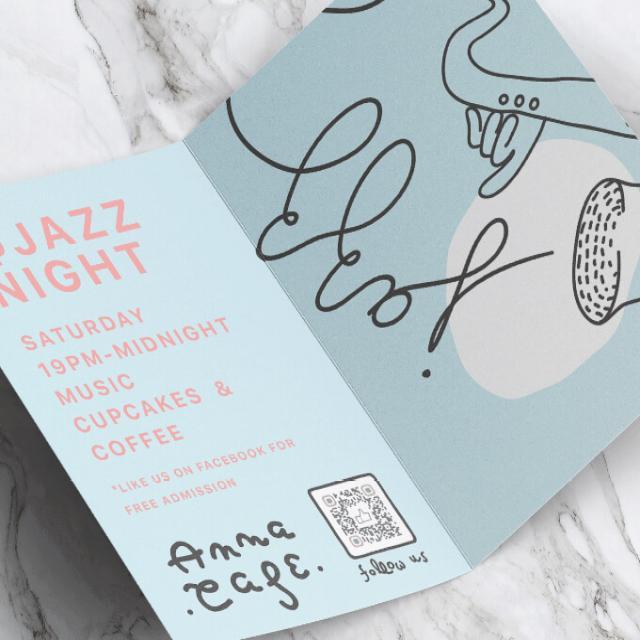 JAZZ
NIGHT
SATURDAY
19PM-MIDNIGHT
MUSIC
CUPCAKES &
COFFEE
*LIKE US ON FACEBOOK FOR
FREE ADMISSION
Anna
Cafe.
follow us